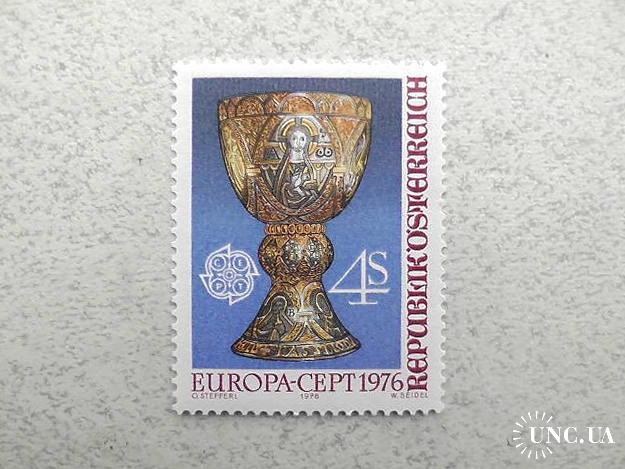 REPUBLIK ÖSTERREICH
C E
P T
4S
EUROPA-CEPT 1976
O. STEFFERL 1976 W. SEIDEL
UNC.UA